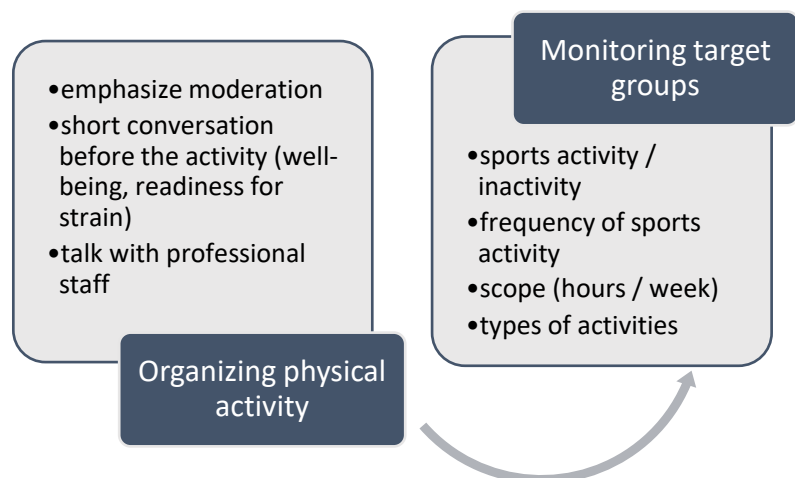 •emphasize moderation
•short conversation
before the activity (well-
being, readiness for
strain)
•talk with professional
staff
Organizing physical
activity
Monitoring target
groups
•sports activity /
inactivity
•frequency of sports
activity
•scope (hours / week)
•types of activities